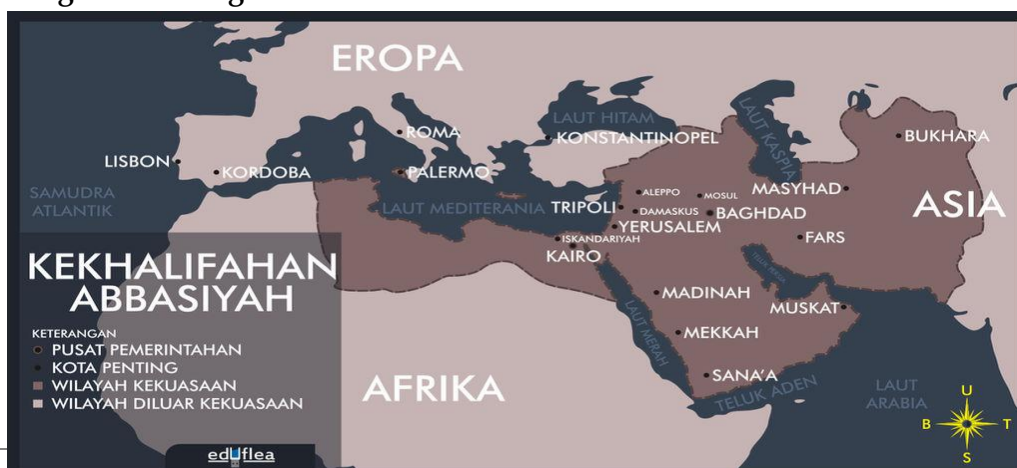 EROPA
LAUT HITAM
KONSTANTINOPEL
LAUT KASPIA
BUKHARA
ROMA
LISBON
KORDOBA
PALERMO
ALEPPO
MOSUL
MASYHAD
ASIA
SAMUDRA
ATLANTIK
LAUT MEDITERANIA
TRIPOLI
DAMASKUS
BAGHDAD
YERUSALEM
ISKANDARIYAH
KAIRO
FARS
TELUK PERSIA
KEKHALIFAHAN
ABBASIYAH
LAUT MERAH
MADINAH
MUSKAT
MEKKAH
SANA'A
TELUK ADEN
LAUT
ARABIA
AFRIKA
KETERANGAN
PUSAT PEMERINTAHAN
KOTA PENTING
WILAYAH KEKUASAAN
WILAYAH DILUAR KEKUASAAN
U
B
T
S
eduflea